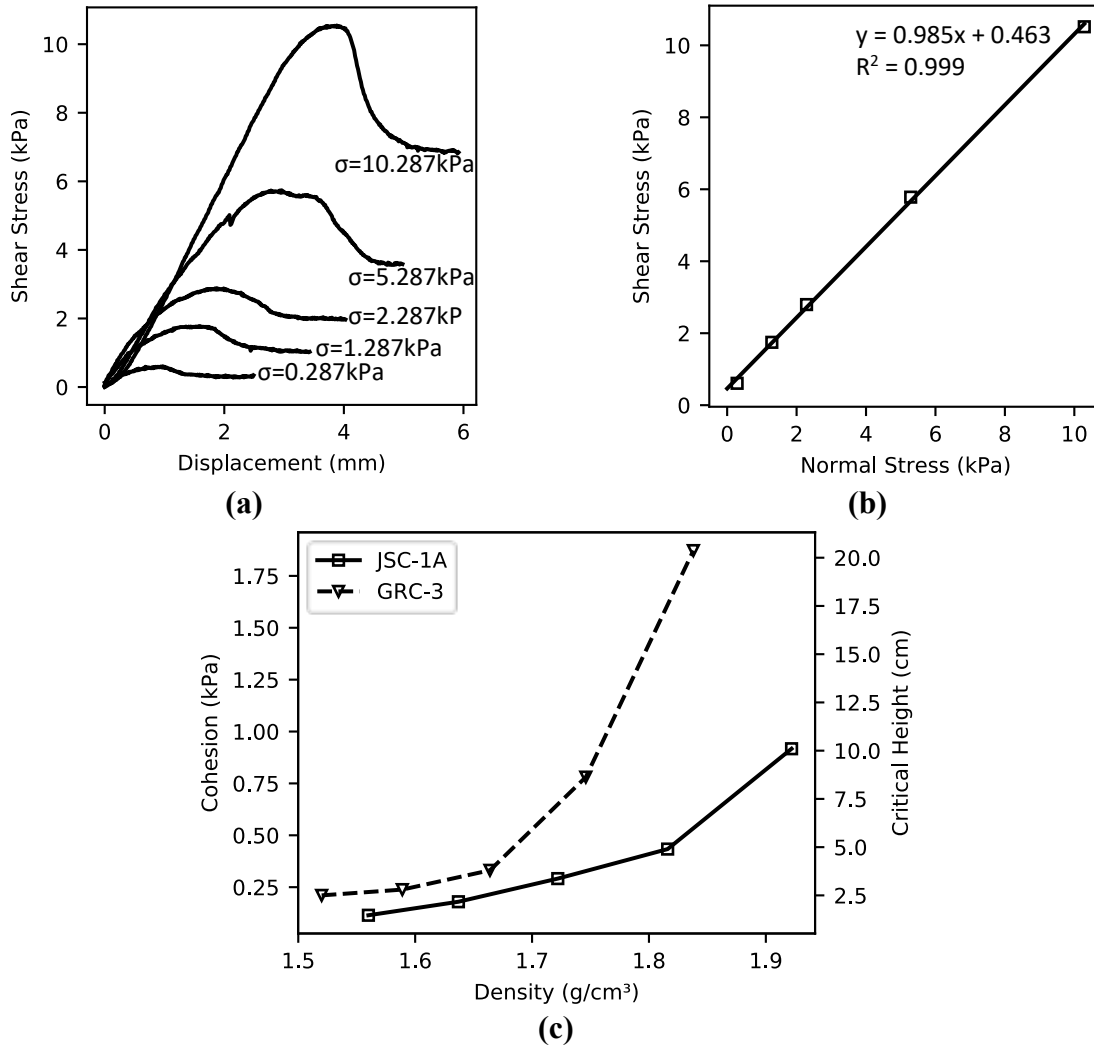 10
8
6
4
2
0
Shear Stress (kPa)
σ=10.287kPa
σ=5.287kPa
σ=2.287kP
σ=1.287kPa
σ=0.287kPa
0 2 4 6
Displacement (mm)
(a)
y = 0.985x + 0.463
R² = 0.999
10
8
6
4
2
0
Shear Stress (kPa)
0 2 4 6 8 10
Normal Stress (kPa)
(b)
JSC-1A
GRC-3
1.75
1.50
1.25
1.00
0.75
0.50
0.25
Cohesion (kPa)
20.0
17.5
15.0
12.5
10.0
7.5
5.0
2.5
Critical Height (cm)
1.5 1.6 1.7 1.8 1.9
Density (g/cm³)
(c)